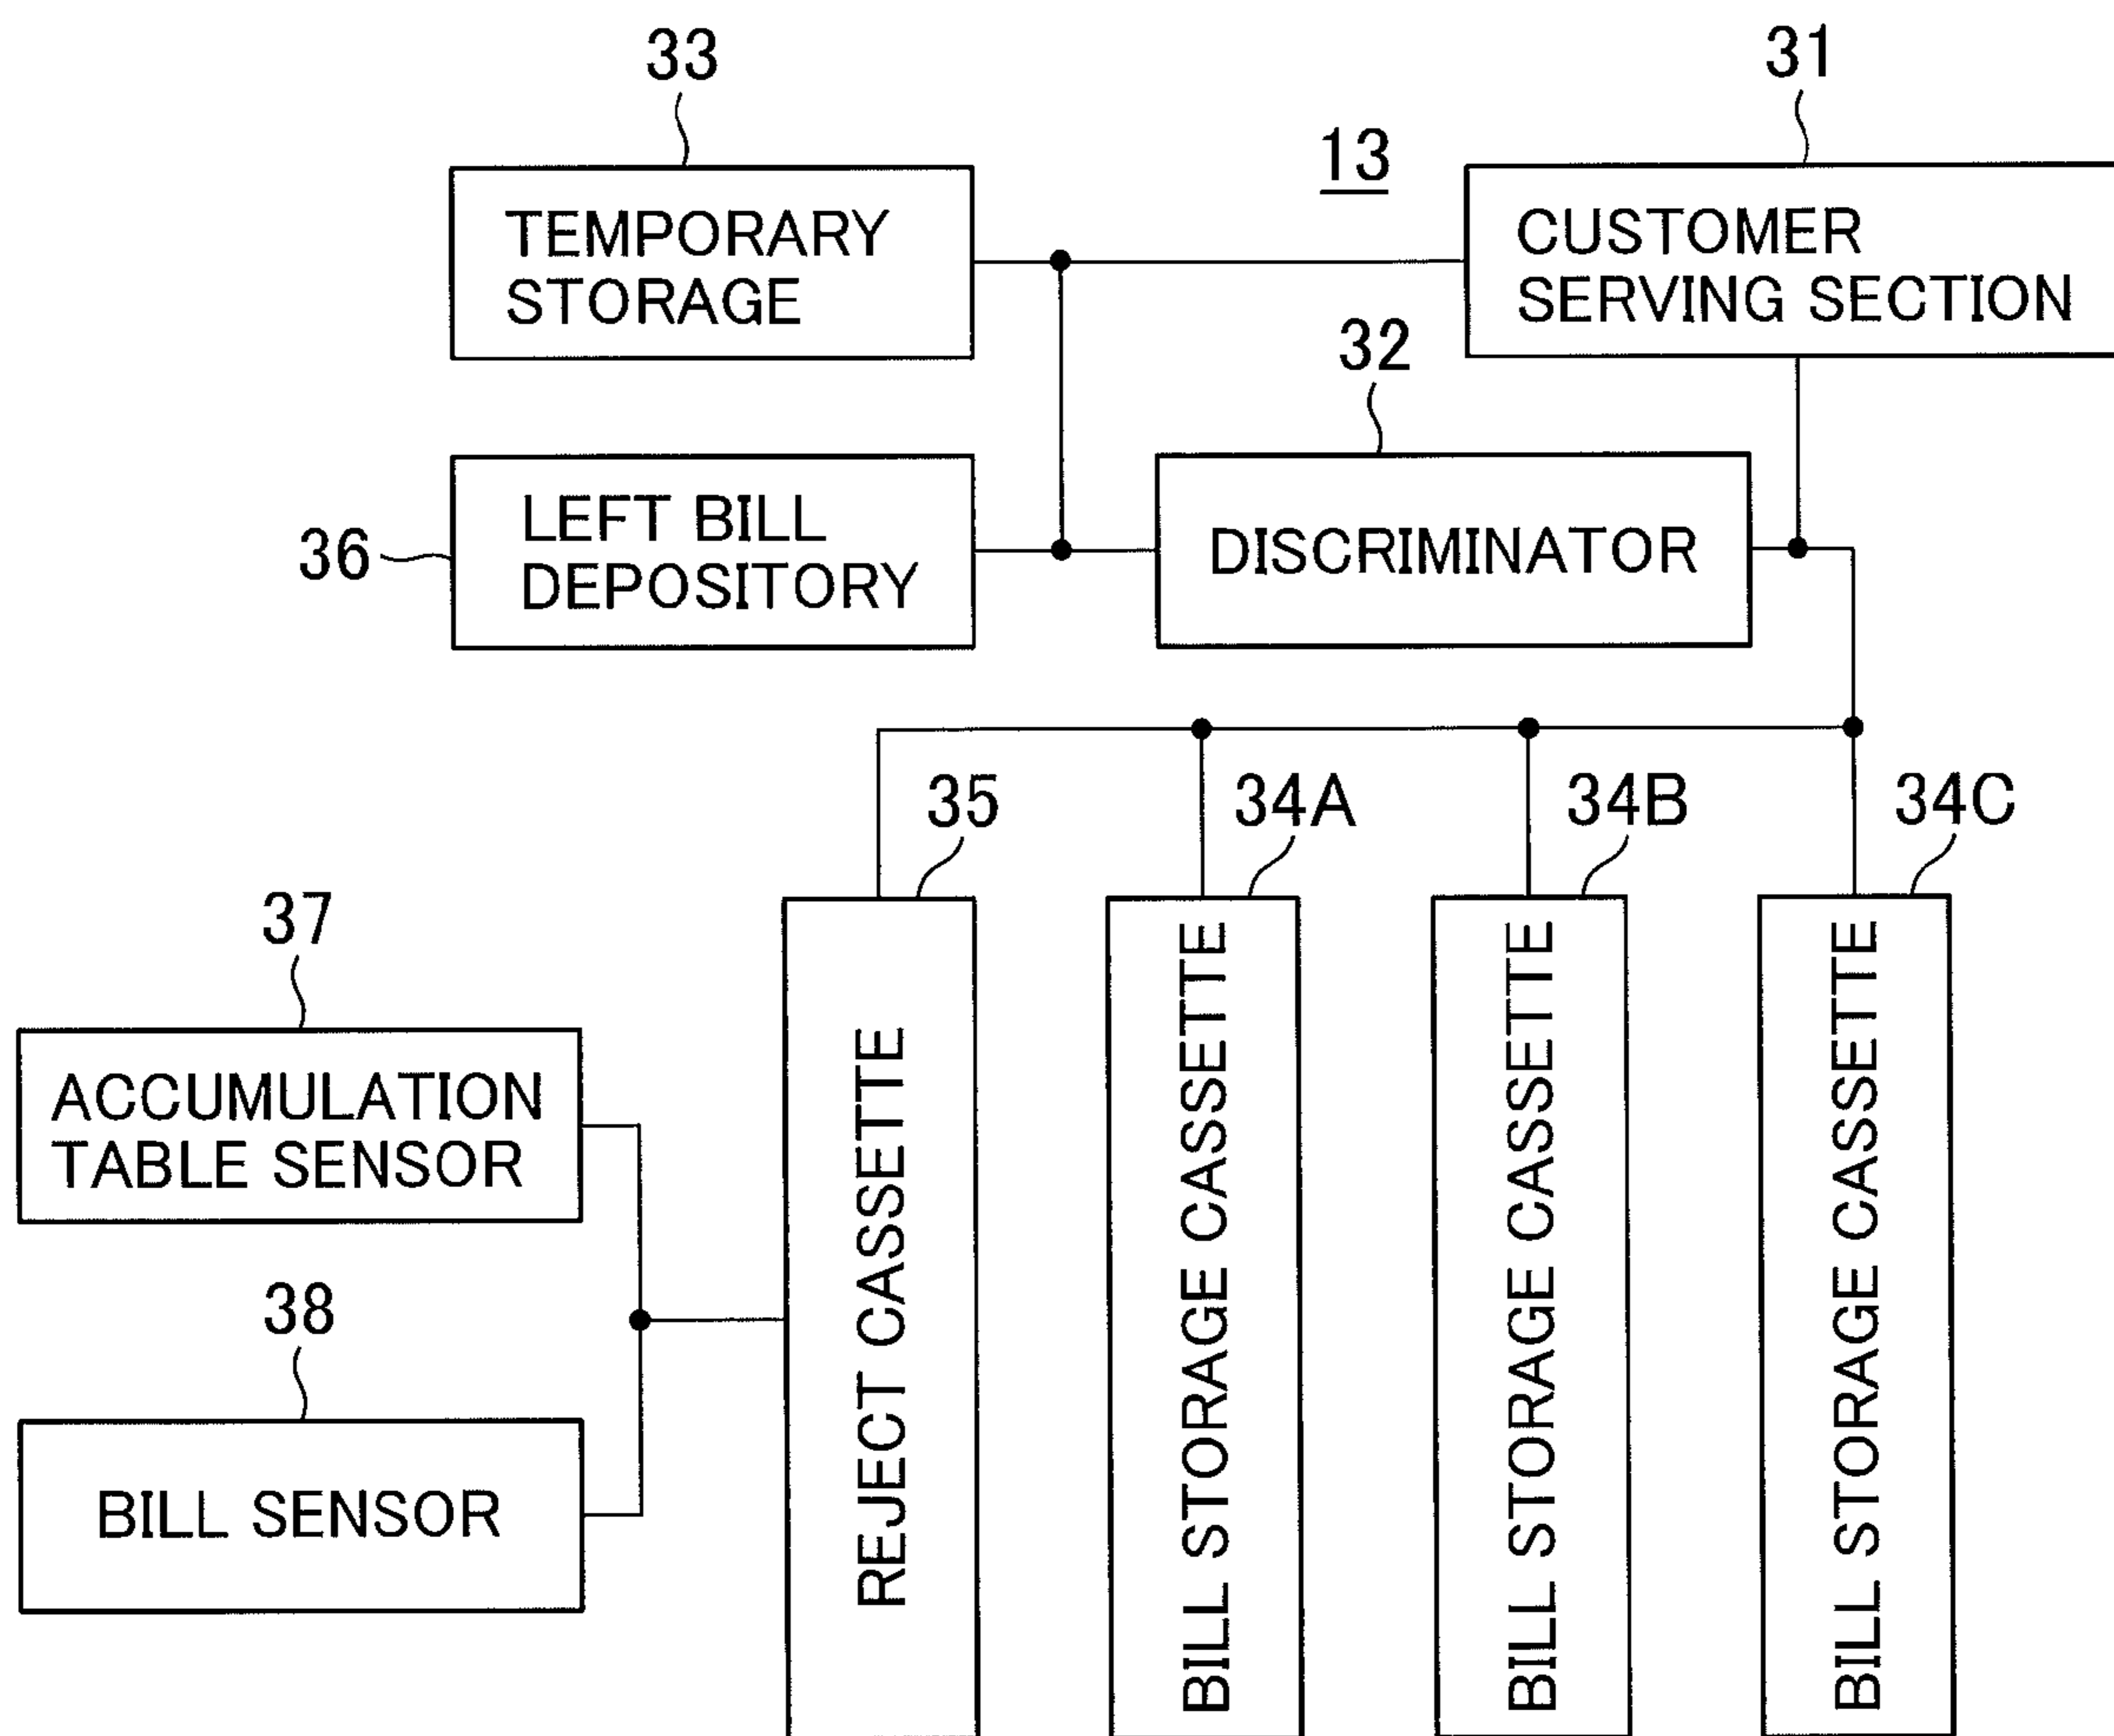 33
31
13
TEMPORARY
STORAGE
CUSTOMER
SERVING SECTION
32
36
LEFT BILL
DEPOSITORY
DISCRIMINATOR
35
34A
34B
34C
37
ACCUMULATION
TABLE SENSOR
38
BILL SENSOR
REJECT CASSETTE
BILL STORAGE CASSETTE
BILL STORAGE CASSETTE
BILL STORAGE CASSETTE